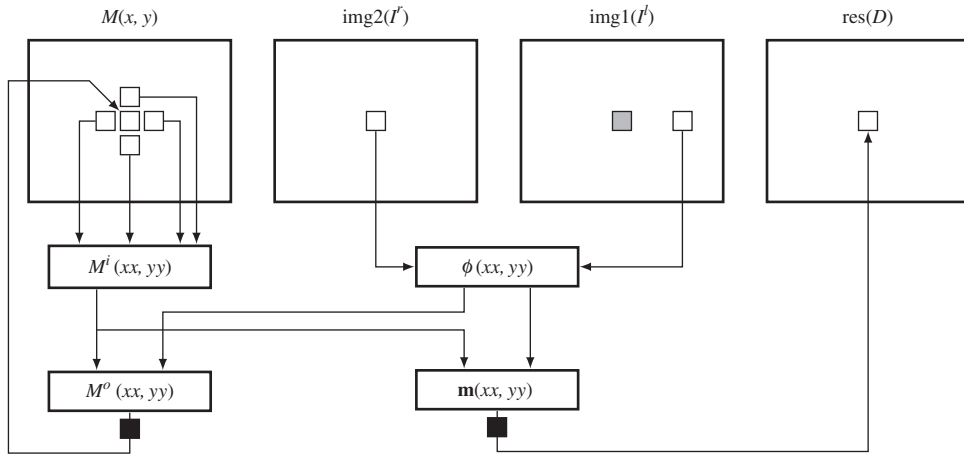 M(x, y) img2(I^r) img1(I^l) res(D)
M^i (xx, yy) ϕ (xx, yy)
M^o (xx, yy) m(xx, yy)